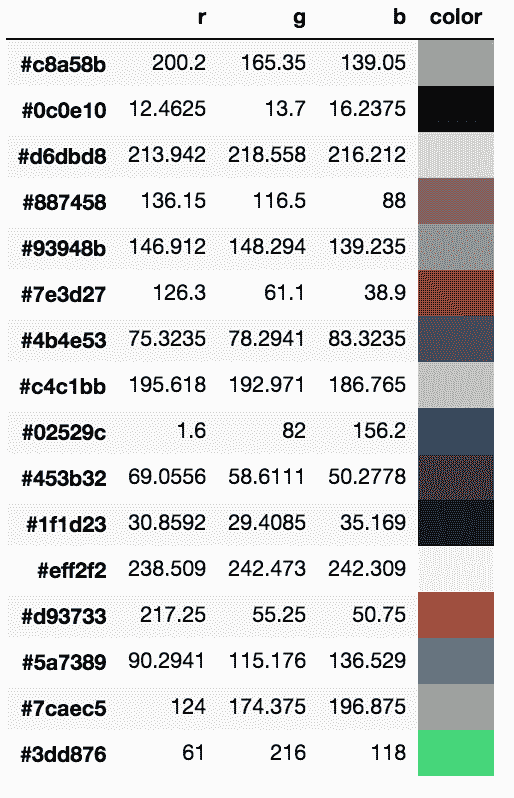 r g b color
#c8a58b 200.2 165.35 139.05
#0c0e10 12.4625 13.7 16.2375
#d6dbd8 213.942 218.558 216.212
#887458 136.15 116.5 88
#93948b 146.912 148.294 139.235
#7e3d27 126.3 61.1 38.9
#4b4e53 75.3235 78.2941 83.3235
#c4c1bb 195.618 192.971 186.765
#02529c 1.6 82 156.2
#453b32 69.0556 58.6111 50.2778
#1f1d23 30.8592 29.4085 35.169
#eff2f2 238.509 242.473 242.309
#d93733 217.25 55.25 50.75
#5a7389 90.2941 115.176 136.529
#7caec5 124 174.375 196.875
#3dd876 61 216 118